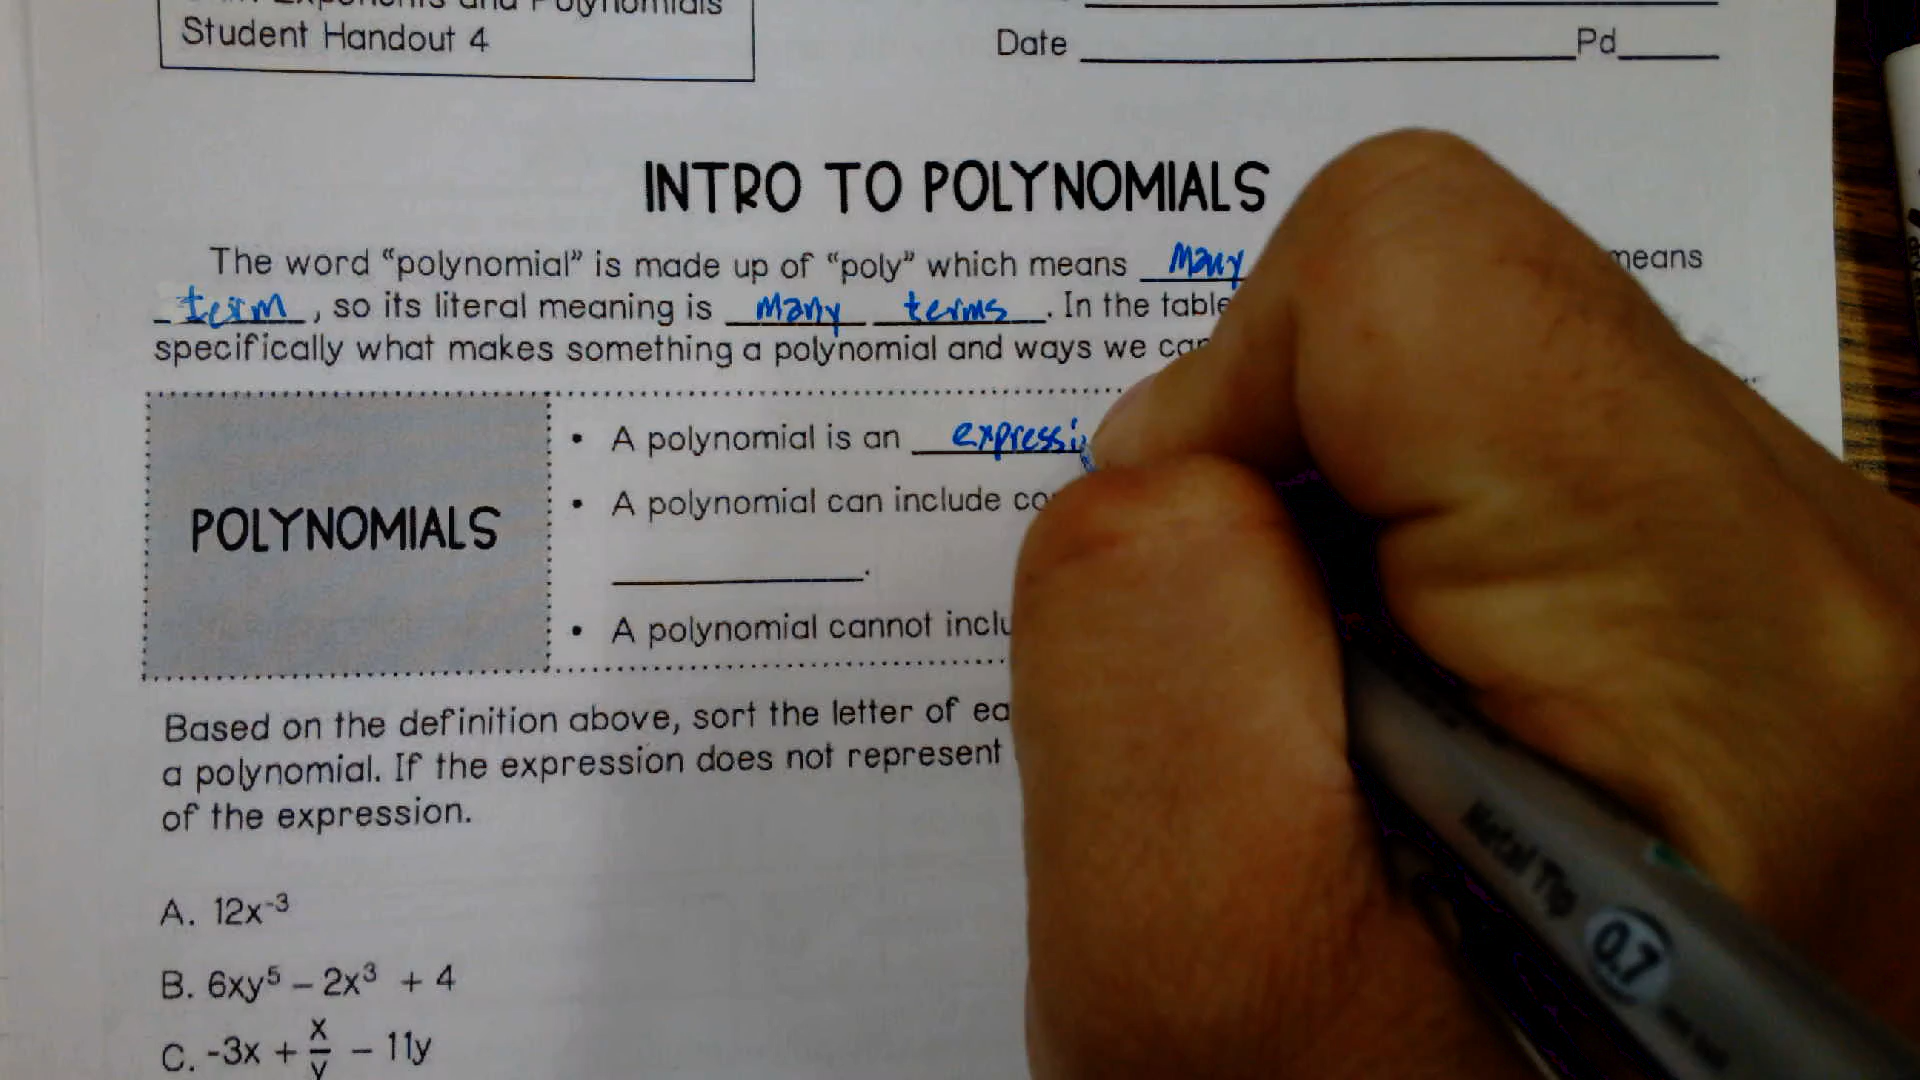 Exponents and Polynomials
Student Handout 4
Date Pd
INTRO TO POLYNOMIALS
The word “polynomial” is made up of “poly” which means many means
term, so its literal meaning is many terms. In the table
specifically what makes something a polynomial and ways we can
POLYNOMIALS
• A polynomial is an expressi
• A polynomial can include co
.
• A polynomial cannot inclu
Based on the definition above, sort the letter of ea
a polynomial. If the expression does not represent
of the expression.
A. 12x⁻³
B. 6xy⁵ – 2x³ + 4
C. -3x + x/y – 11y
Metal Tip
0.7